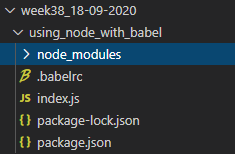 week38_18-09-2020
using_node_with_babel
node_modules
.babelrc
JS index.js
{} package-lock.json
{} package.json